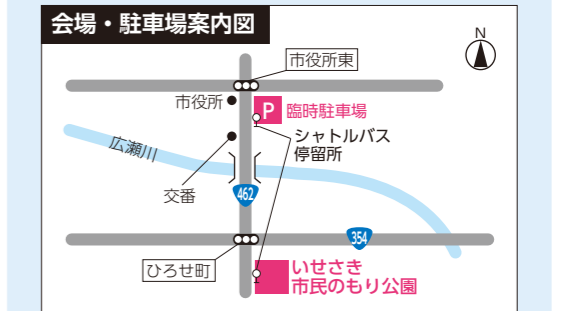 会場・駐車場案内図
N
市役所東
市役所
P 臨時駐車場
シャトルバス
停留所
広瀬川
交番
462
354
ひろせ町
いせさき
市民のもり公園